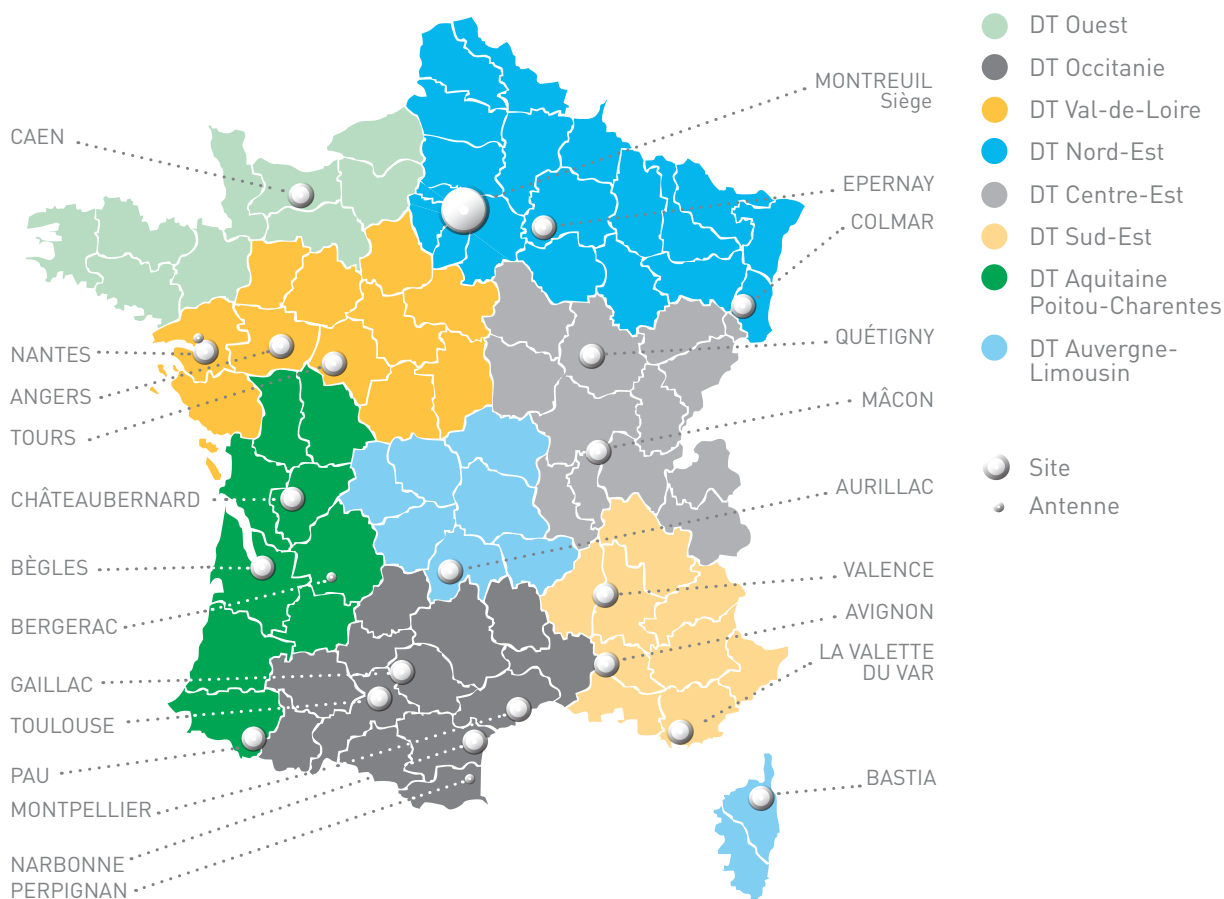 CAEN
NANTES
ANGERS
TOURS
CHÂTEAUBERNARD
BÈGLES
BERGERAC
GAILLAC
TOULOUSE
PAU
MONTPELLIER
NARBONNE
PERPIGNAN
MONTREUIL
Siège
EPERNAY
COLMAR
QUÉTIGNY
MÂCON
AURILLAC
VALENCE
AVIGNON
LA VALETTE
DU VAR
BASTIA
DT Ouest
DT Occitanie
DT Val-de-Loire
DT Nord-Est
DT Centre-Est
DT Sud-Est
DT Aquitaine
Poitou-Charentes
DT Auvergne-
Limousin
Site
Antenne